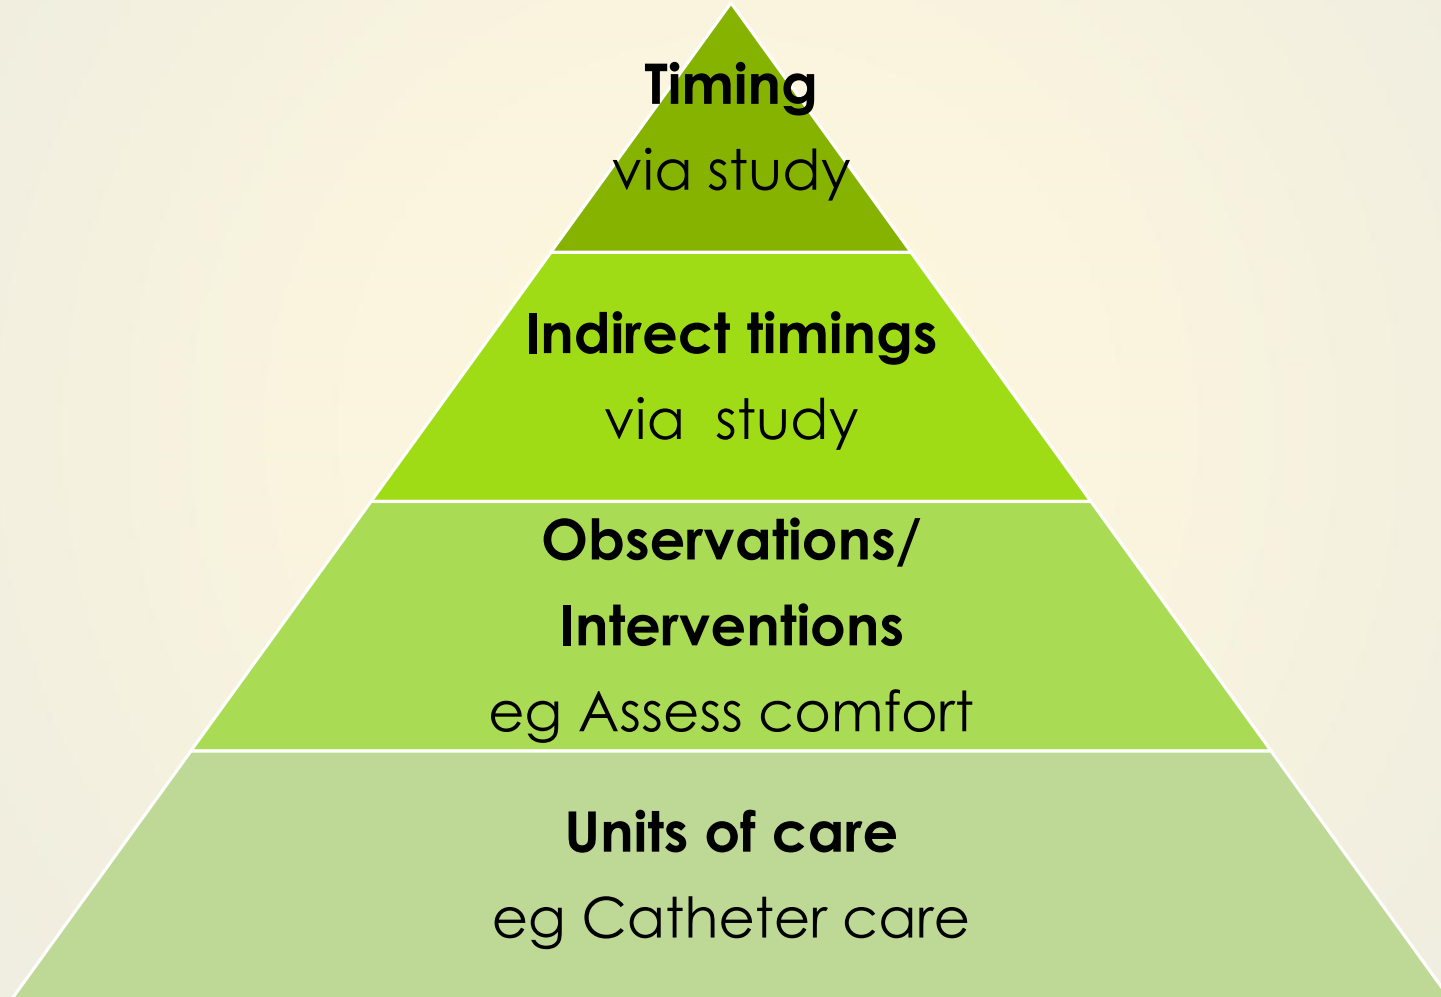 Timing
via study
Indirect timings
via  study
Observations/
Interventions
eg Assess comfort
Units of care
eg Catheter care